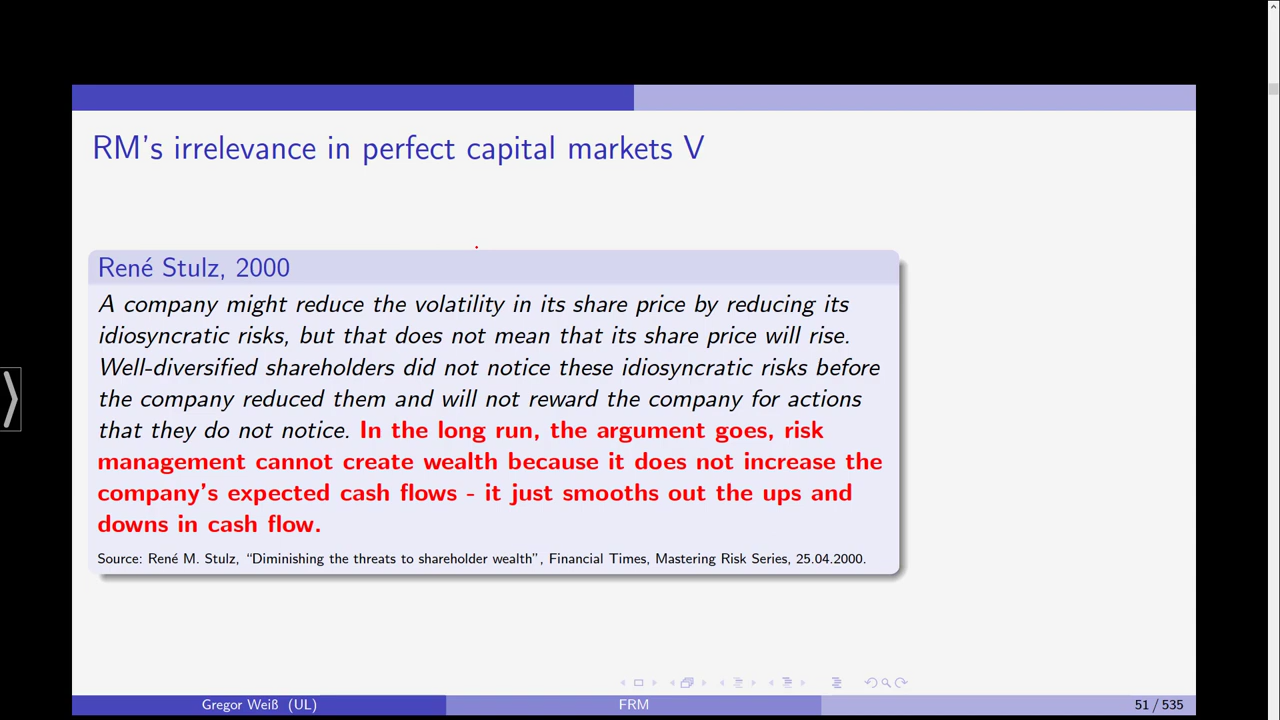 RM's irrelevance in perfect capital markets V
René Stulz, 2000
A company might reduce the volatility in its share price by reducing its
idiosyncratic risks, but that does not mean that its share price will rise.
Well-diversified shareholders did not notice these idiosyncratic risks before
the company reduced them and will not reward the company for actions
that they do not notice. In the long run, the argument goes, risk
management cannot create wealth because it does not increase the
company's expected cash flows - it just smooths out the ups and
downs in cash flow.
Source: René M. Stulz, “Diminishing the threats to shareholder wealth”, Financial Times, Mastering Risk Series, 25.04.2000.
Gregor Weiß (UL)
FRM
51 / 535